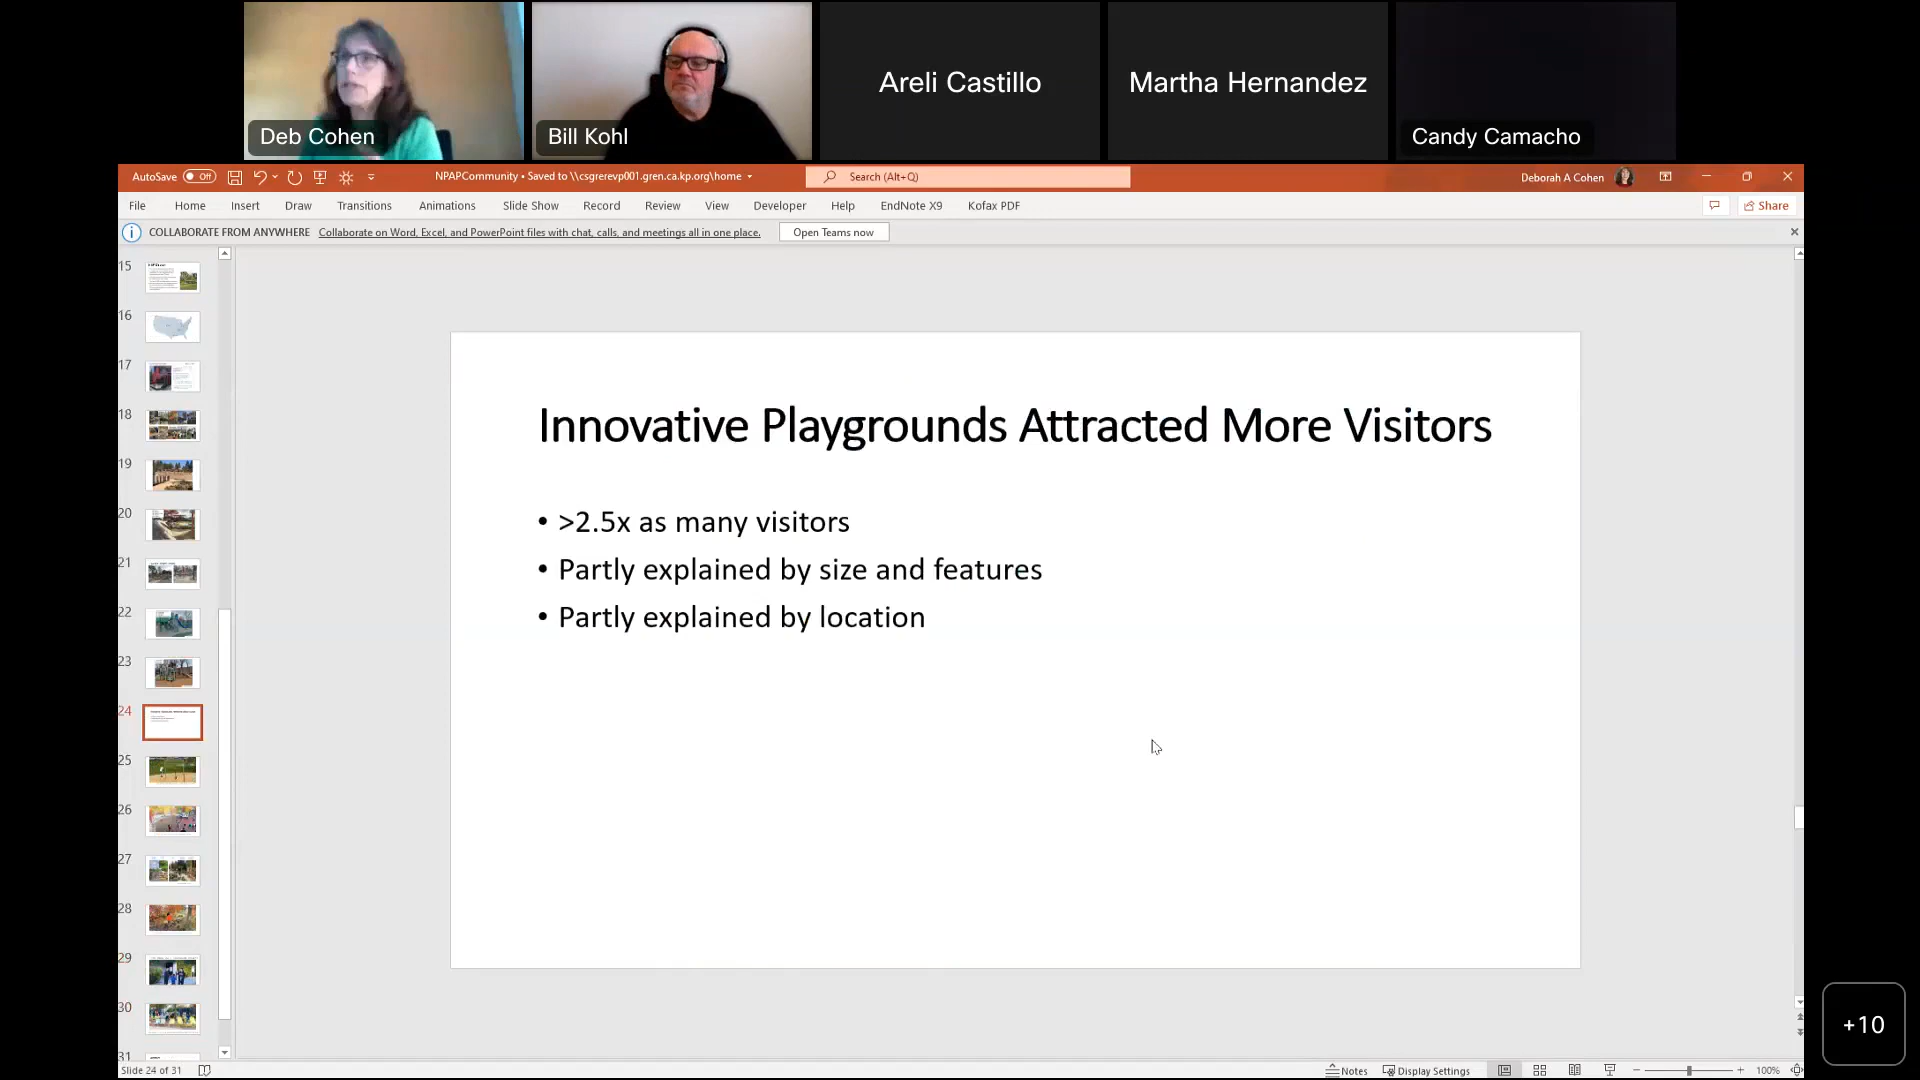 Deb Cohen
Bill Kohl
Areli Castillo
Martha Hernandez
Candy Camacho
AutoSave Off
NPAPCommunity • Saved to \\csgrerevp001.gren.ca.kp.org\home
Search (Alt+Q)
Deborah A Cohen
File Home Insert Draw Transitions Animations Slide Show Record Review View Developer Help EndNote X9 Kofax PDF
Share
COLLABORATE FROM ANYWHERE Collaborate on Word, Excel, and PowerPoint files with chat, calls, and meetings all in one place. Open Teams now
15
16
17
18
19
20
21
22
23
24
25
26
27
28
29
30
31
Innovative Playgrounds Attracted More Visitors
• >2.5x as many visitors
• Partly explained by size and features
• Partly explained by location
+10
Slide 24 of 31
Notes
Display Settings
100%